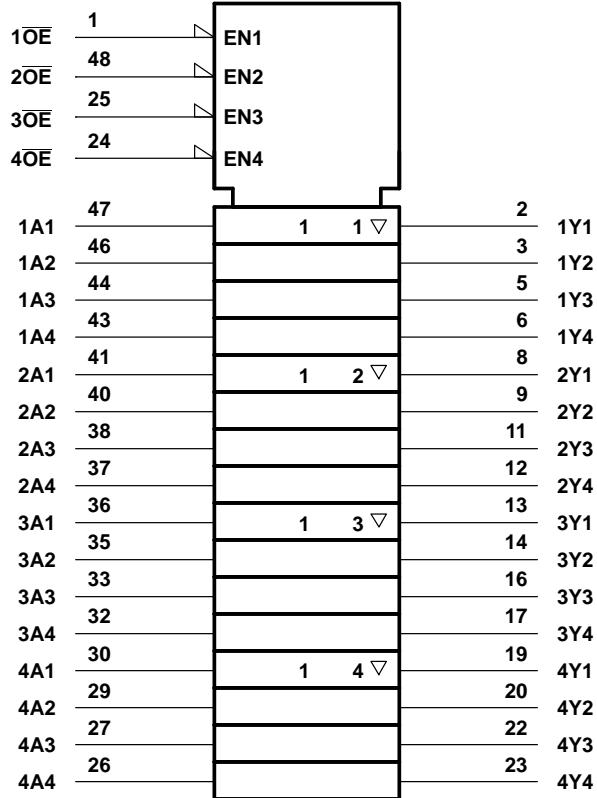 1O̅E̅ 1 EN1
2O̅E̅ 48 EN2
3O̅E̅ 25 EN3
4O̅E̅ 24 EN4
1A1 47 1 1 ▽ 2 1Y1
1A2 46 3 1Y2
1A3 44 5 1Y3
1A4 43 6 1Y4
2A1 41 1 2 ▽ 8 2Y1
2A2 40 9 2Y2
2A3 38 11 2Y3
2A4 37 12 2Y4
3A1 36 1 3 ▽ 13 3Y1
3A2 35 14 3Y2
3A3 33 16 3Y3
3A4 32 17 3Y4
4A1 30 1 4 ▽ 19 4Y1
4A2 29 20 4Y2
4A3 27 22 4Y3
4A4 26 23 4Y4